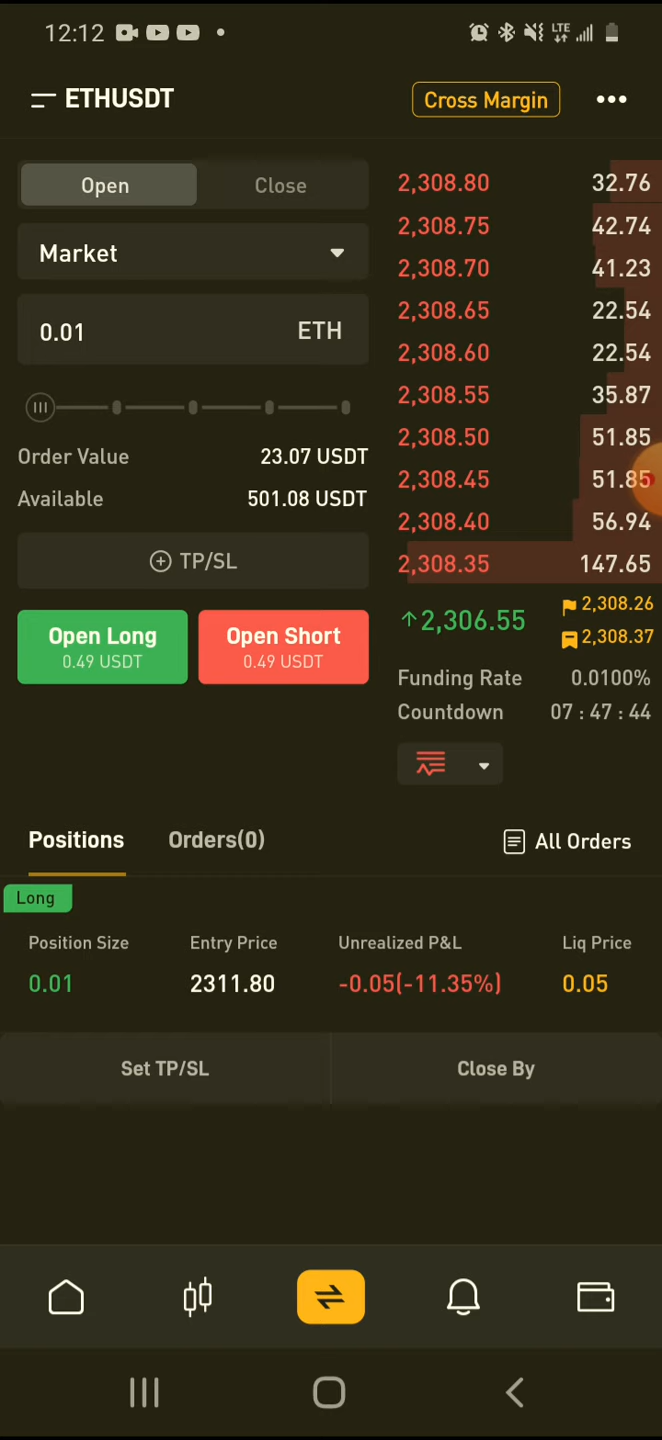 12:12
LTE
ETHUSDT
Cross Margin
Open Close
Market
0.01 ETH
Order Value 23.07 USDT
Available 501.08 USDT
TP/SL
Open Long
0.49 USDT
Open Short
0.49 USDT
2,308.80 32.76
2,308.75 42.74
2,308.70 41.23
2,308.65 22.54
2,308.60 22.54
2,308.55 35.87
2,308.50 51.85
2,308.45 51.85
2,308.40 56.94
2,308.35 147.65
2,306.55
2,308.26
2,308.37
Funding Rate 0.0100%
Countdown 07 : 47 : 44
Positions Orders(0) All Orders
Long
Position Size Entry Price Unrealized P&L Liq Price
0.01 2311.80 -0.05(-11.35%) 0.05
Set TP/SL Close By